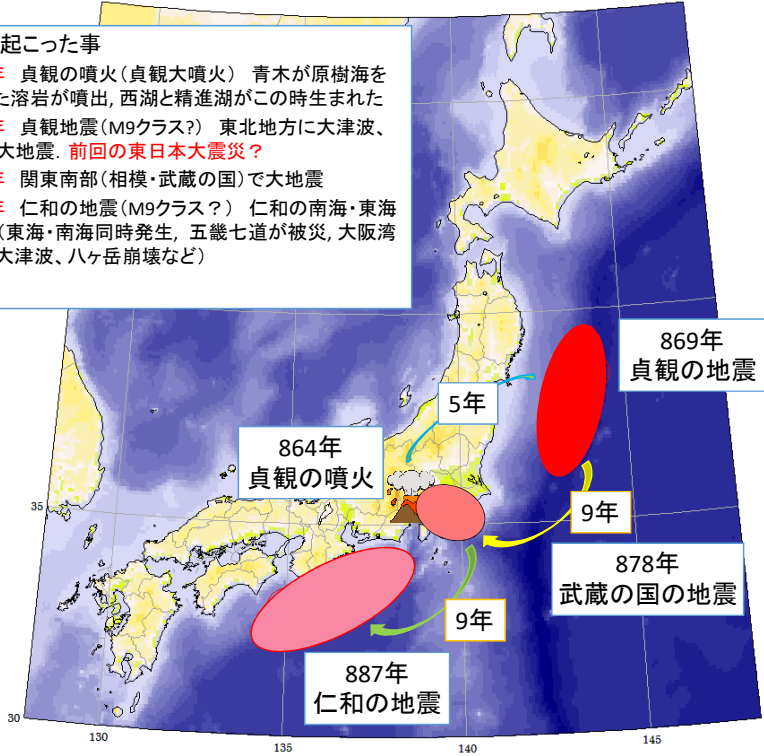 起こった事
年 貞観の噴火(貞観大噴火) 青木が原樹海を
た溶岩が噴出, 西湖と精進湖がこの時生まれた
年 貞観地震(M9クラス?) 東北地方に大津波、
大地震. 前回の東日本大震災?
年 関東南部(相模・武蔵の国)で大地震
年 仁和の地震(M9クラス?) 仁和の南海・東海
(東海・南海同時発生, 五畿七道が被災, 大阪湾
大津波、八ヶ岳崩壊など)
869年
貞観の地震
5年
864年
貞観の噴火
35
9年
878年
武蔵の国の地震
9年
887年
仁和の地震
30
130
135
140
145